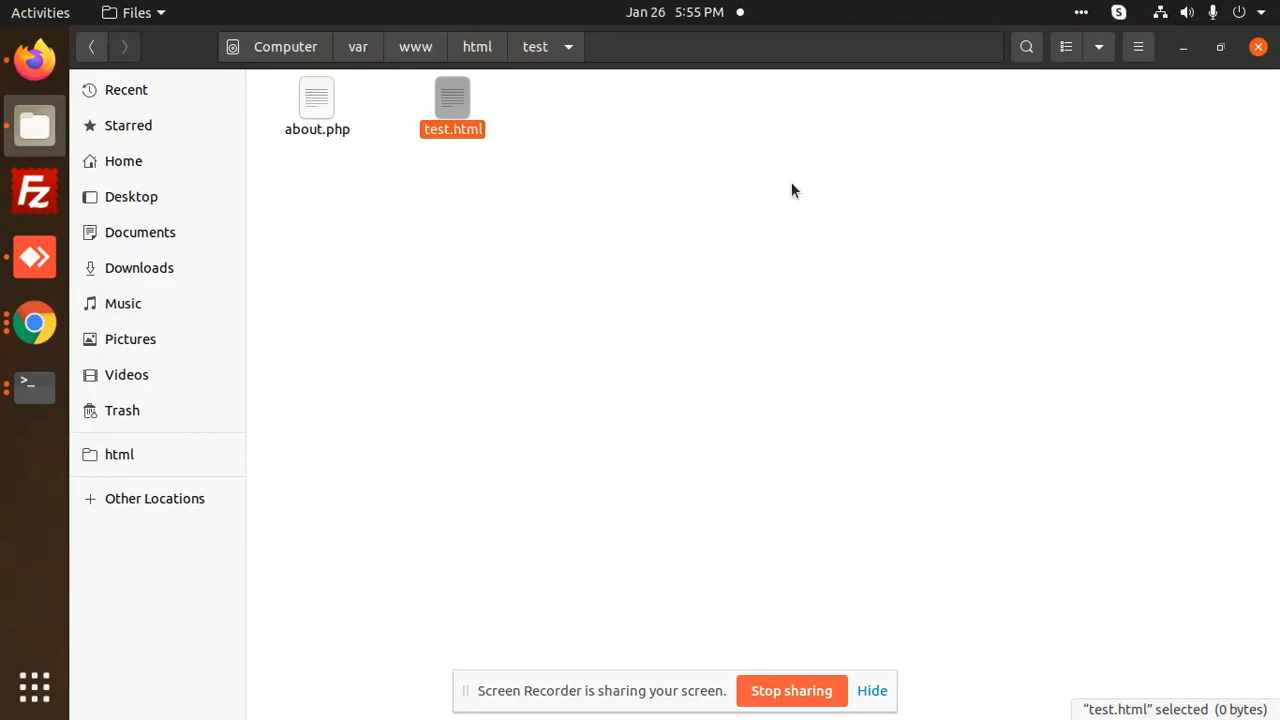 Activities
Files
Jan 26 5:55 PM
Computer
var
www
html
test
Recent
Starred
Home
Desktop
Documents
Downloads
Music
Pictures
Videos
Trash
html
Other Locations
about.php
test.html
Fz
>_
Screen Recorder is sharing your screen.
Stop sharing
Hide
“test.html” selected (0 bytes)